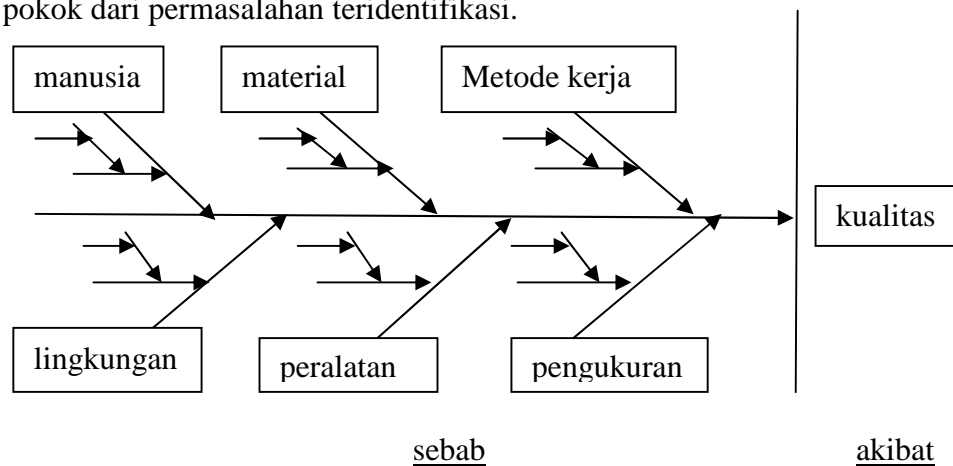 pokok dari permasalahan teridentifikasi.
manusia
material
Metode kerja
kualitas
lingkungan
peralatan
pengukuran
sebab
akibat